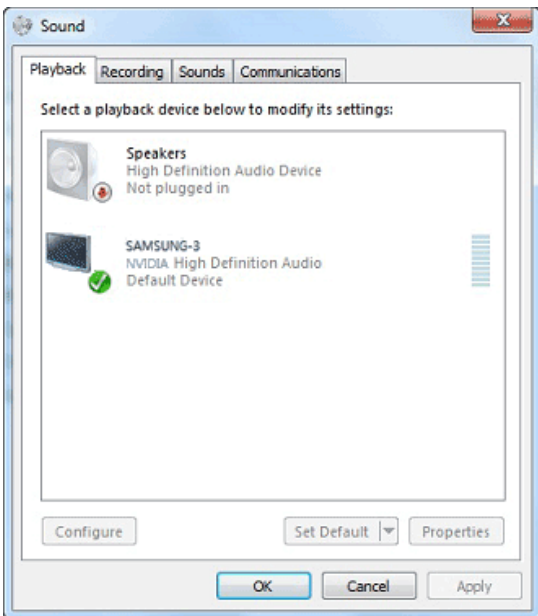 Sound
Playback Recording Sounds Communications
Select a playback device below to modify its settings:
Speakers
High Definition Audio Device
Not plugged in
SAMSUNG-3
NVIDIA High Definition Audio
Default Device
Configure Set Default Properties
OK Cancel Apply